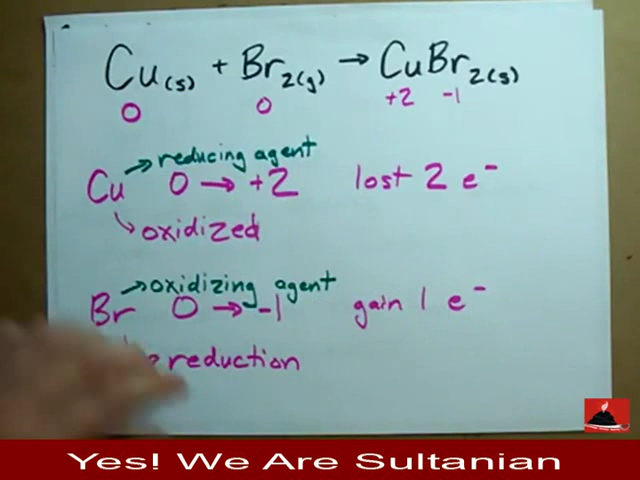 Cu(s) + Br2(g) → CuBr2(s)
0 0 +2 -1
→ reducing agent
Cu 0 → +2 lost 2 e⁻
↳ oxidized
→ oxidizing agent
Br 0 → -1 gain 1 e⁻
reduction
Yes! We Are Sultanian